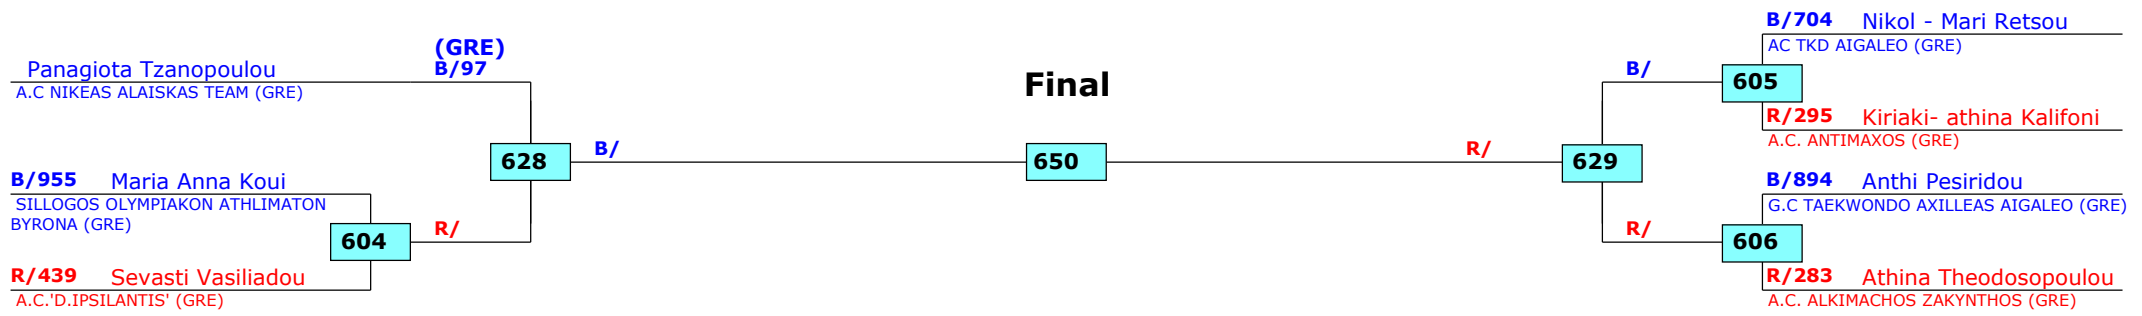 (GRE)
Panagiota Tzanopoulou B/97
A.C NIKEAS ALAISKAS TEAM (GRE)
628
B/955 Maria Anna Koui
SILLOGOS OLYMPIAKON ATHLIMATON
BYRONA (GRE)
604
R/
R/439 Sevasti Vasiliadou
A.C.'D.IPSILANTIS' (GRE)
B/
Final
650
R/
629
B/
R/
B/704 Nikol - Mari Retsou
AC TKD AIGALEO (GRE)
605
R/295 Kiriaki- athina Kalifoni
A.C. ANTIMAXOS (GRE)
B/894 Anthi Pesiridou
G.C TAEKWONDO AXILLEAS AIGALEO (GRE)
606
R/283 Athina Theodosopoulou
A.C. ALKIMACHOS ZAKYNTHOS (GRE)